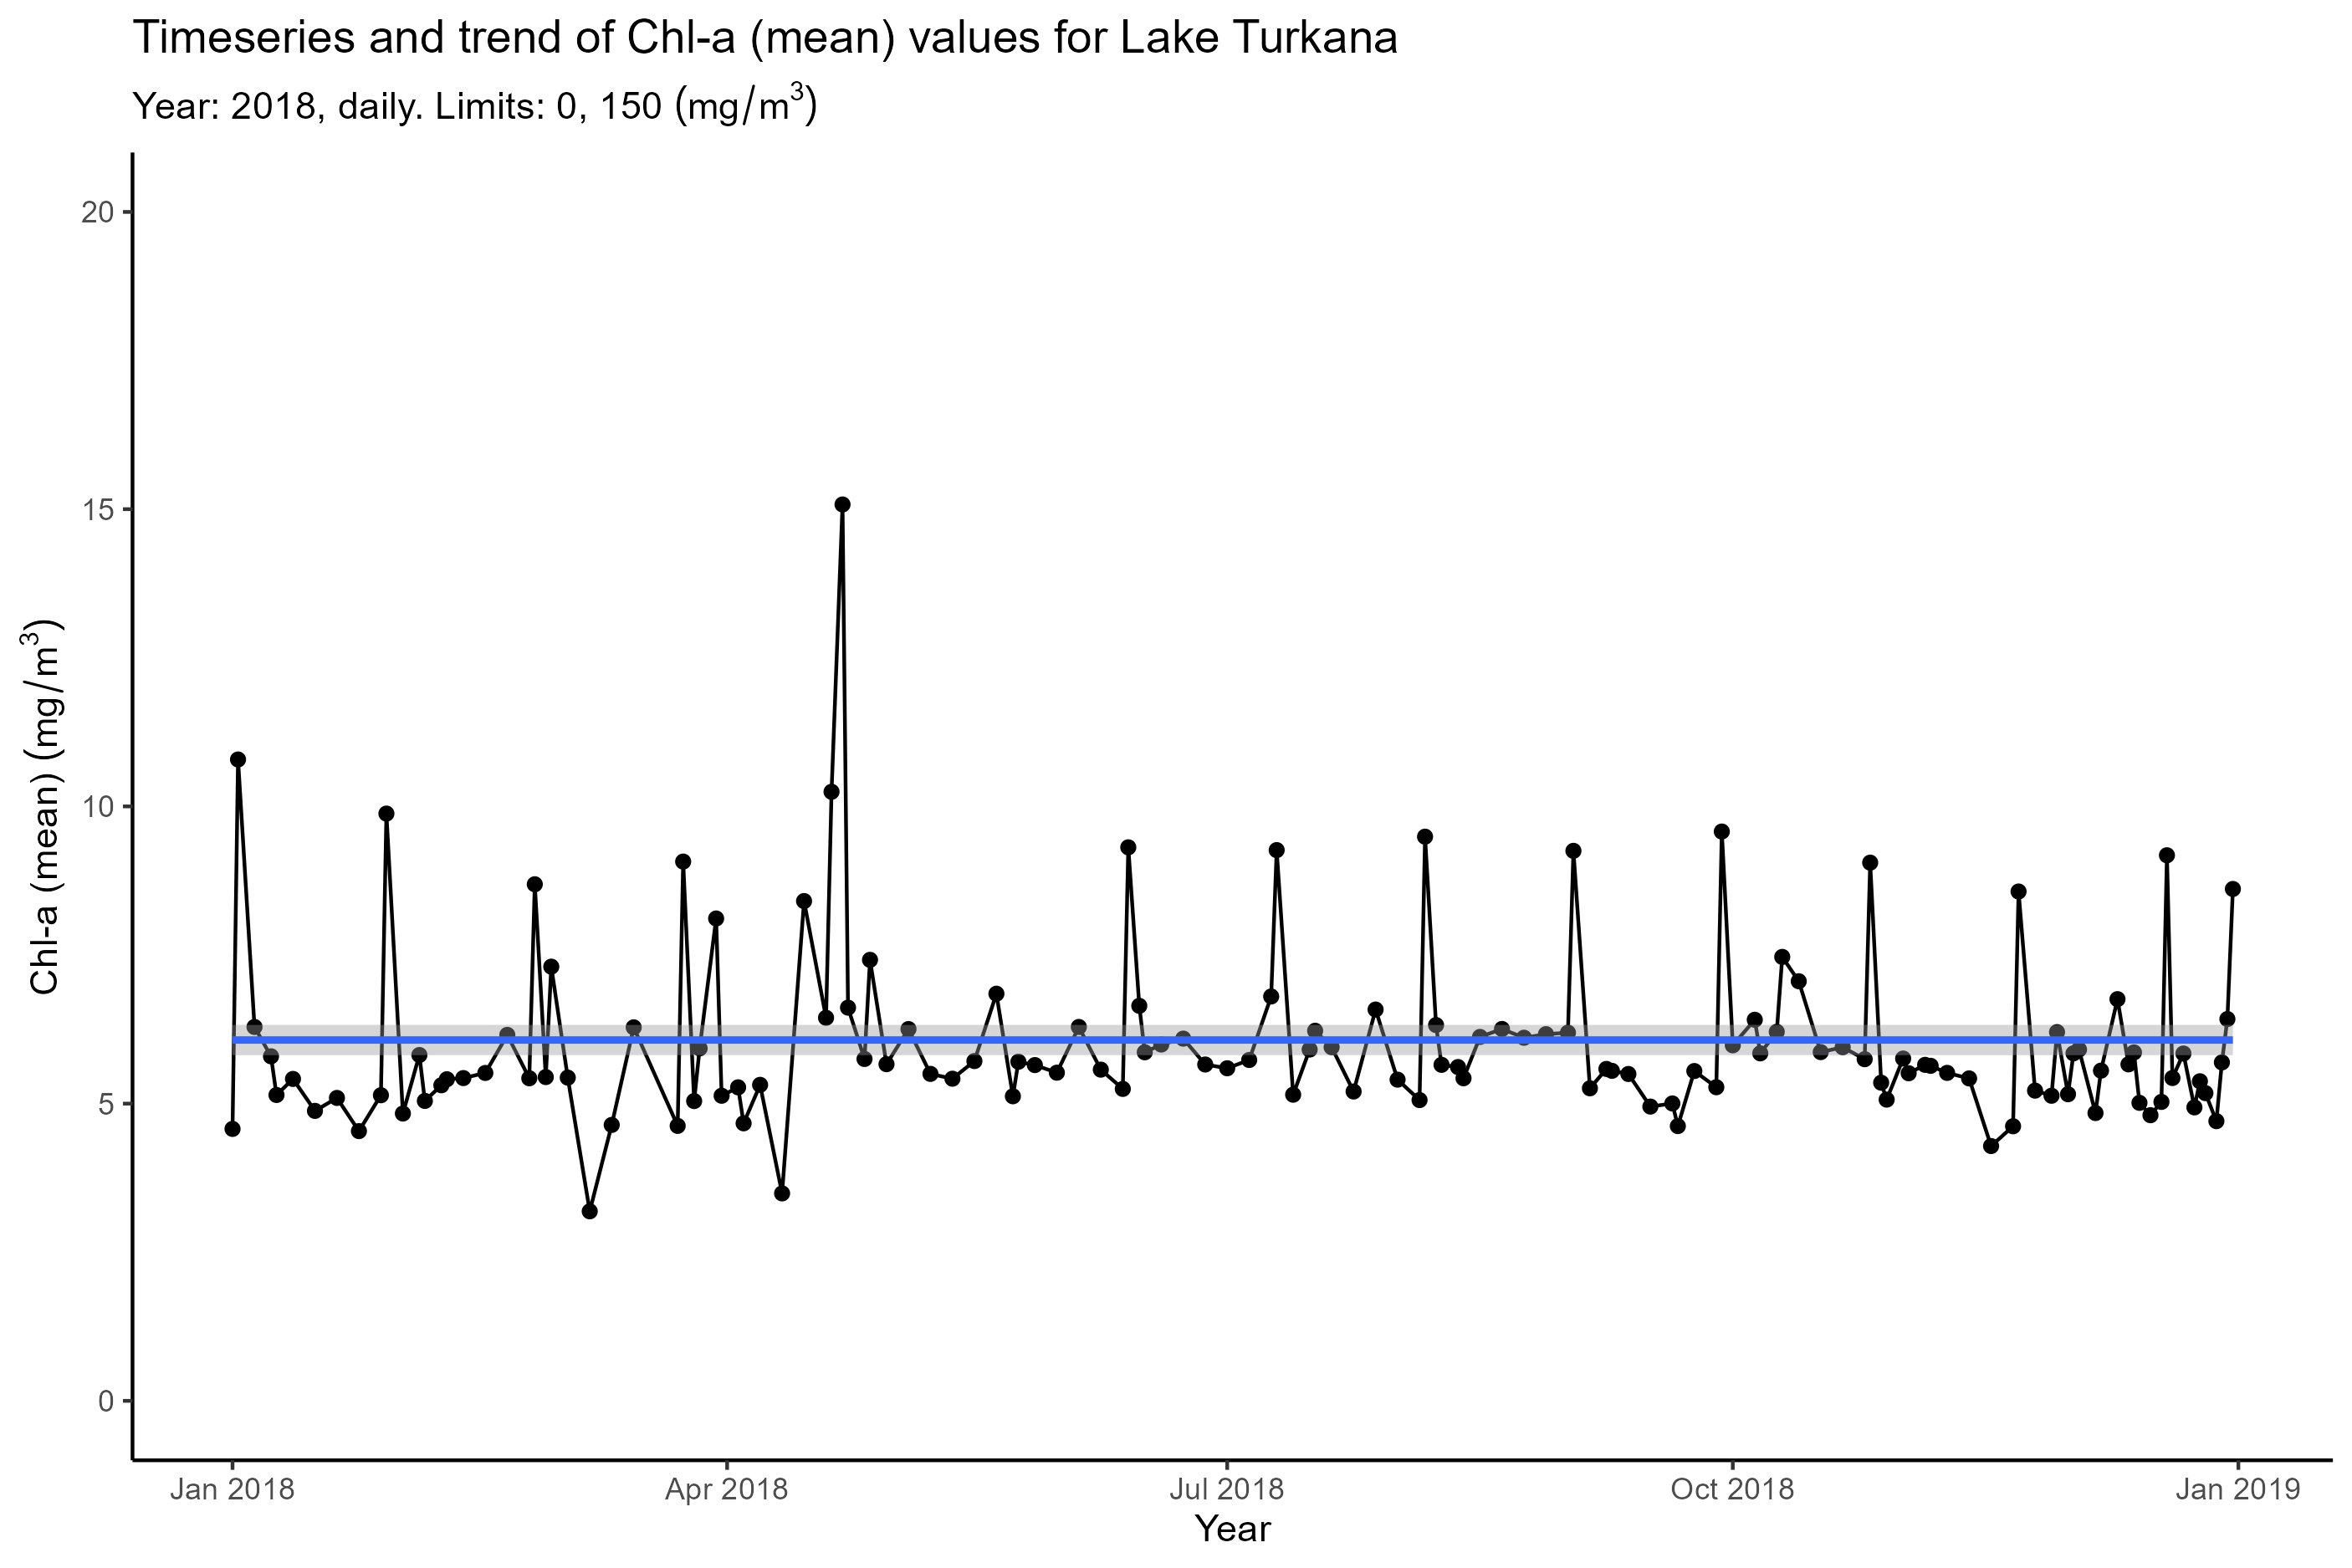 Timeseries and trend of Chl-a (mean) values for Lake Turkana
Year: 2018, daily. Limits: 0, 150 (mg/m³)
20
15
10
5
0
Chl-a (mean) (mg/m³)
Jan 2018
Apr 2018
Jul 2018
Oct 2018
Jan 2019
Year